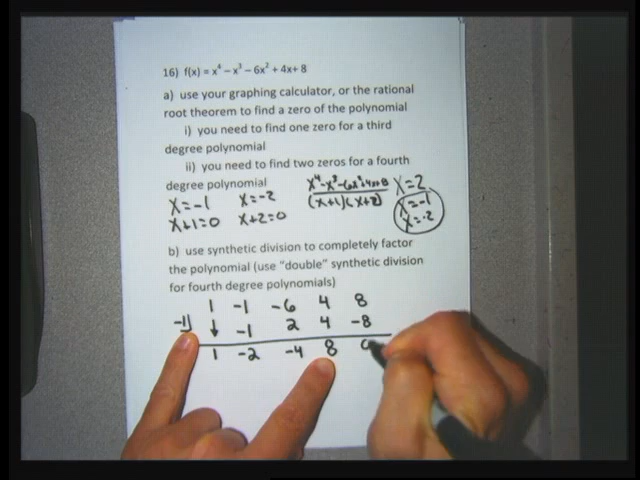 16) f(x) = x⁴ – x³ – 6x² + 4x+ 8
a) use your graphing calculator, or the rational
root theorem to find a zero of the polynomial
i) you need to find one zero for a third
degree polynomial
ii) you need to find two zeros for a fourth
degree polynomial
x=-1 x=-2
x+1=0 x+2=0
x⁴-x³-6x²+4x+8
(x+1)(x+2)
x=2
x=-1
x=-2
b) use synthetic division to completely factor
the polynomial (use "double" synthetic division
for fourth degree polynomials)
1 -1 -6 4 8
-1 ↓ -1 2 4 -8
1 -2 -4 8